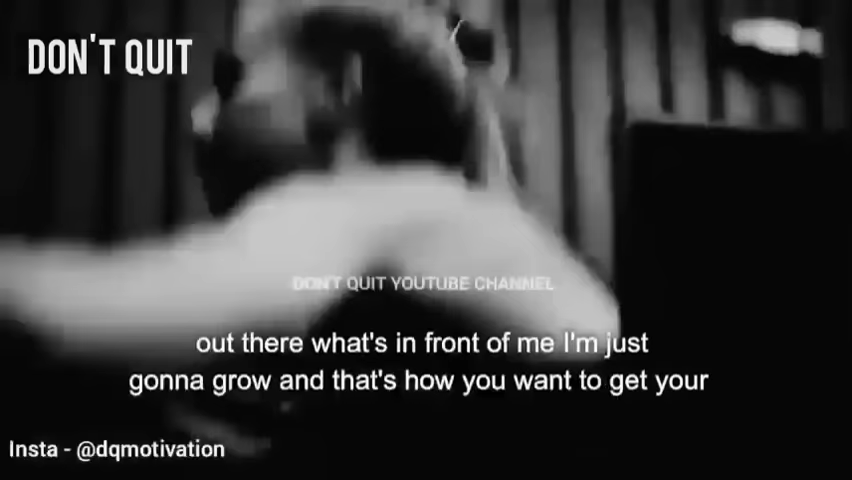 DON'T QUIT
DON'T QUIT YOUTUBE CHANNEL
out there what's in front of me I'm just
gonna grow and that's how you want to get your
Insta - @dqmotivation